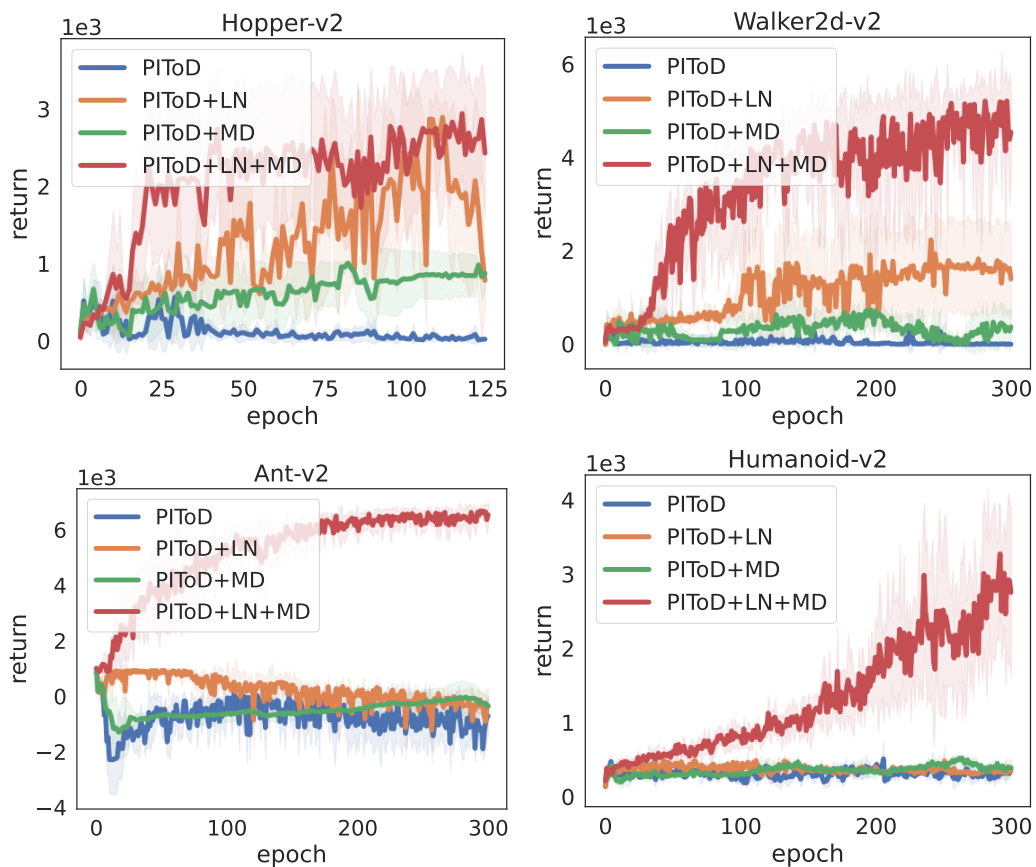 Hopper-v2
1e3
PIToD
PIToD+LN
PIToD+MD
PIToD+LN+MD
return
3
2
1
0
0 25 50 75 100 125
epoch
Walker2d-v2
1e3
PIToD
PIToD+LN
PIToD+MD
PIToD+LN+MD
return
6
4
2
0
0 100 200 300
epoch
Ant-v2
1e3
PIToD
PIToD+LN
PIToD+MD
PIToD+LN+MD
return
6
4
2
0
−2
−4
0 100 200 300
epoch
Humanoid-v2
1e3
PIToD
PIToD+LN
PIToD+MD
PIToD+LN+MD
return
4
3
2
1
0
0 100 200 300
epoch